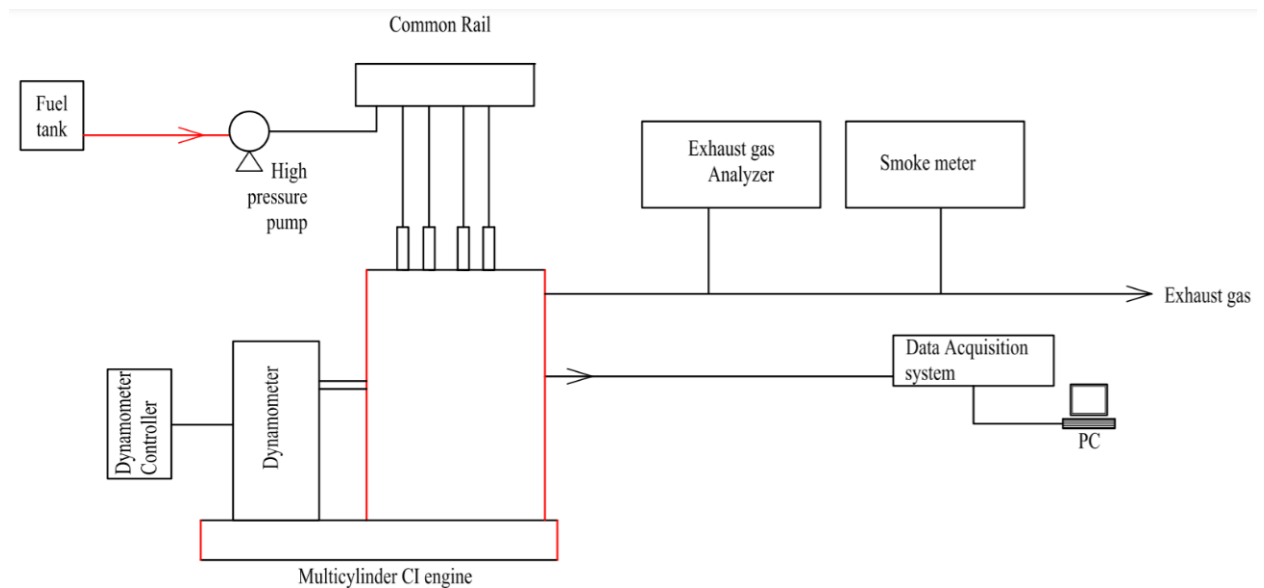 Common Rail
Fuel
tank
High
pressure
pump
Exhaust gas
Analyzer
Smoke meter
Exhaust gas
Data Acquisition
system
PC
Dynamometer
Controller
Dynamometer
Multicylinder CI engine